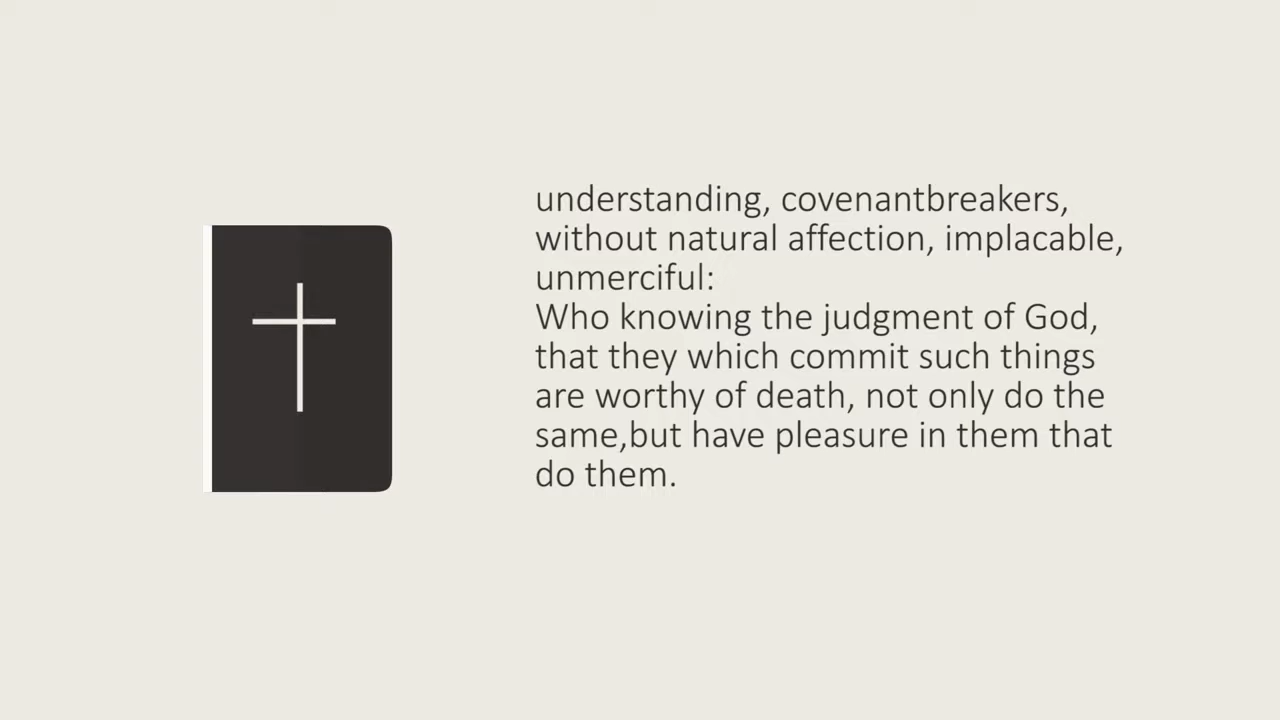 understanding, covenantbreakers,
without natural affection, implacable,
unmerciful:
Who knowing the judgment of God,
that they which commit such things
are worthy of death, not only do the
same,but have pleasure in them that
do them.